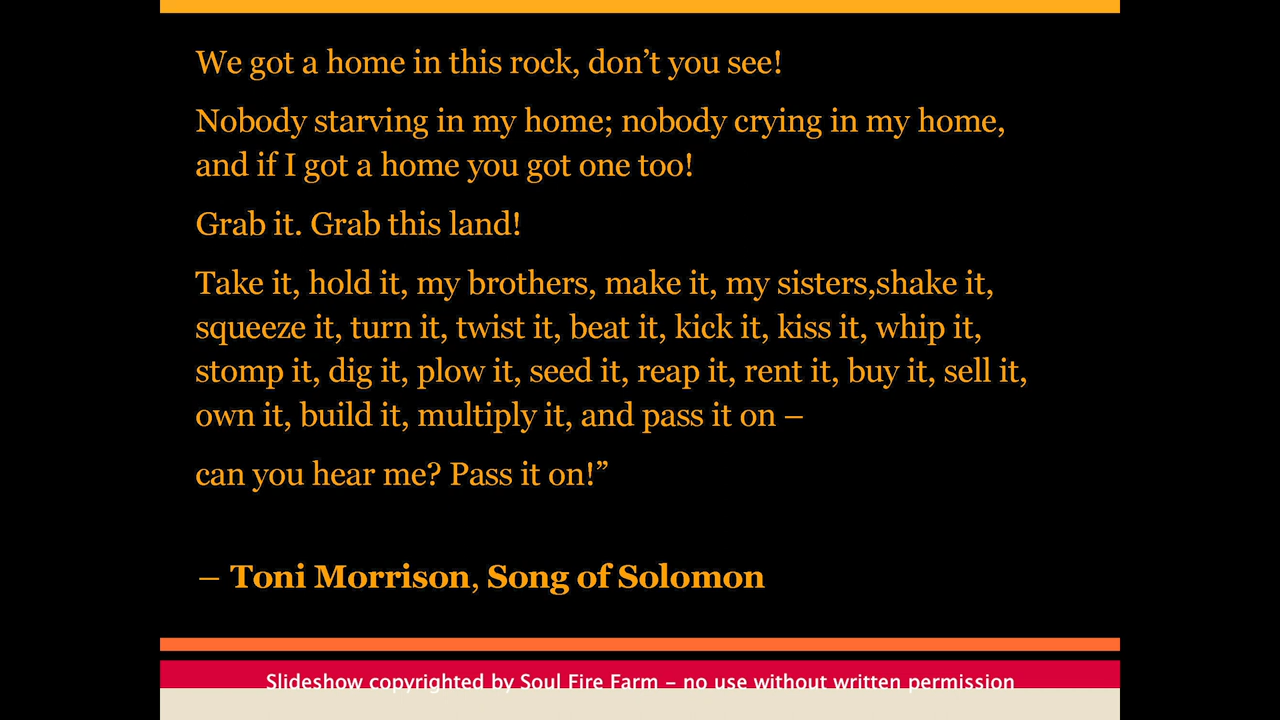 We got a home in this rock, don’t you see!
Nobody starving in my home; nobody crying in my home,
and if I got a home you got one too!
Grab it. Grab this land!
Take it, hold it, my brothers, make it, my sisters,shake it,
squeeze it, turn it, twist it, beat it, kick it, kiss it, whip it,
stomp it, dig it, plow it, seed it, reap it, rent it, buy it, sell it,
own it, build it, multiply it, and pass it on –
can you hear me? Pass it on!”
– Toni Morrison, Song of Solomon
Slideshow copyrighted by Soul Fire Farm – no use without written permission